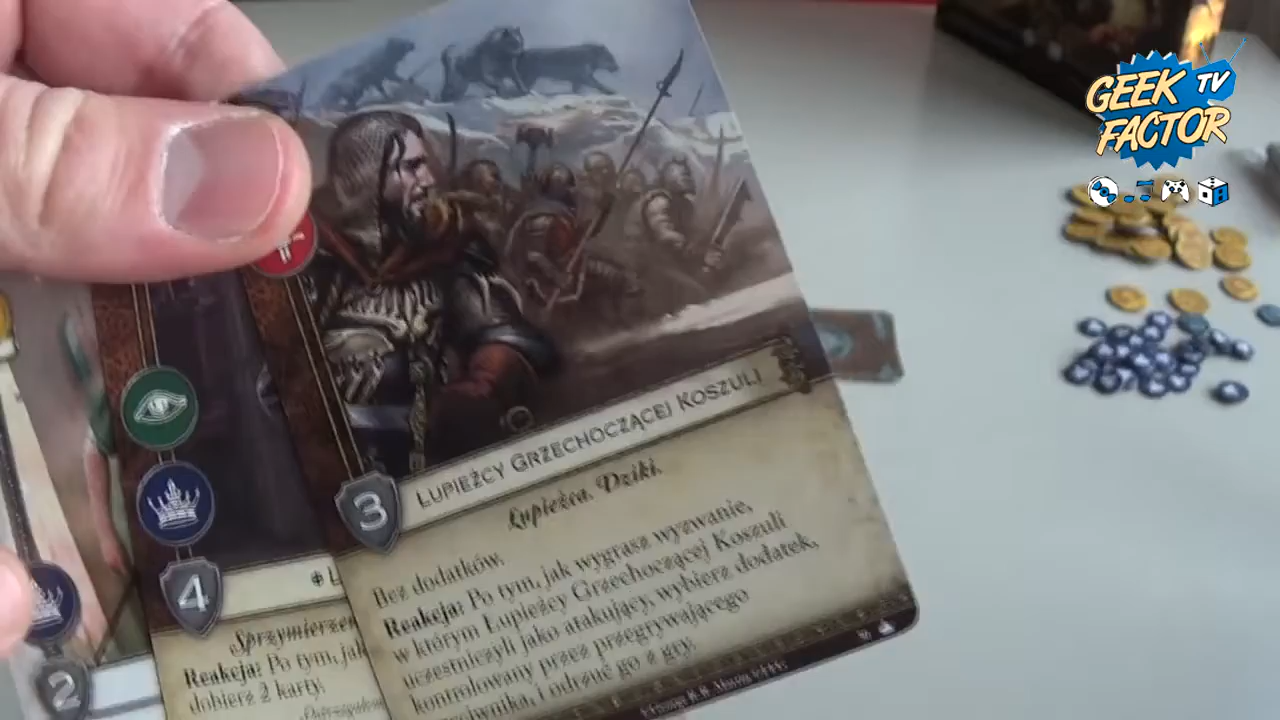 GEEK TV
FACTOR
LUPIEŻCY GRZECHOCZĄCEJ KOSZULI
3
Łupieżca. Dziki.
Bez dodatków.
Reakcja: Po tym, jak wygrasz wyzwanie,
w którym Łupieżcy Grzechoczącej Koszuli
uczestniczyli jako atakujący, wybierz dodatek,
kontrolowany przez przegrywającego
i odrzuć go z gry.
4
Reakcja: Po tym, jak
dobierz 2 karty.
2